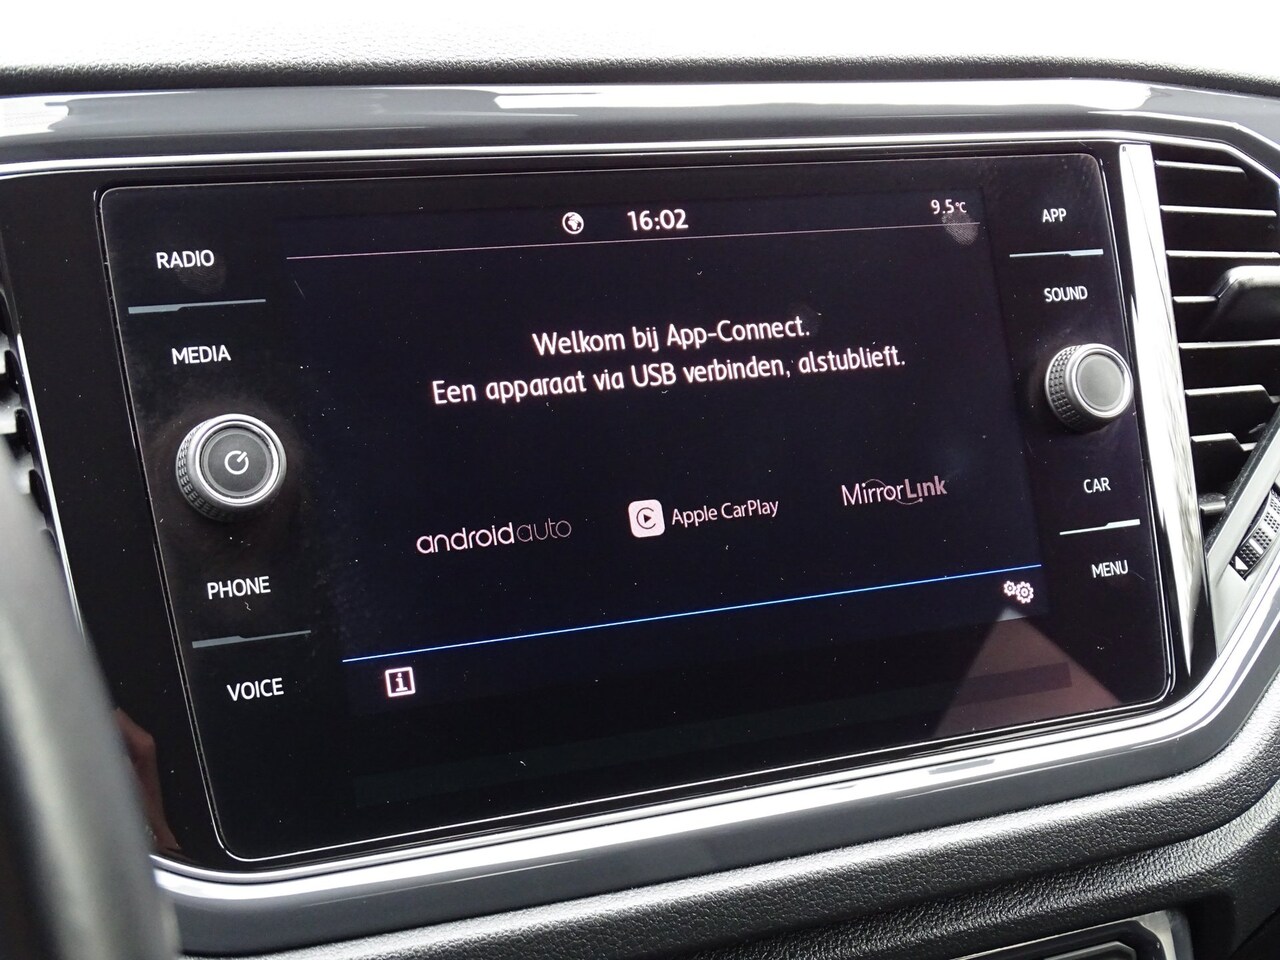 16:02
9.5°C
RADIO
MEDIA
PHONE
VOICE
Welkom bij App-Connect.
Een apparaat via USB verbinden, alstublieft.
androidauto
Apple CarPlay
MirrorLink
i
APP
SOUND
CAR
MENU